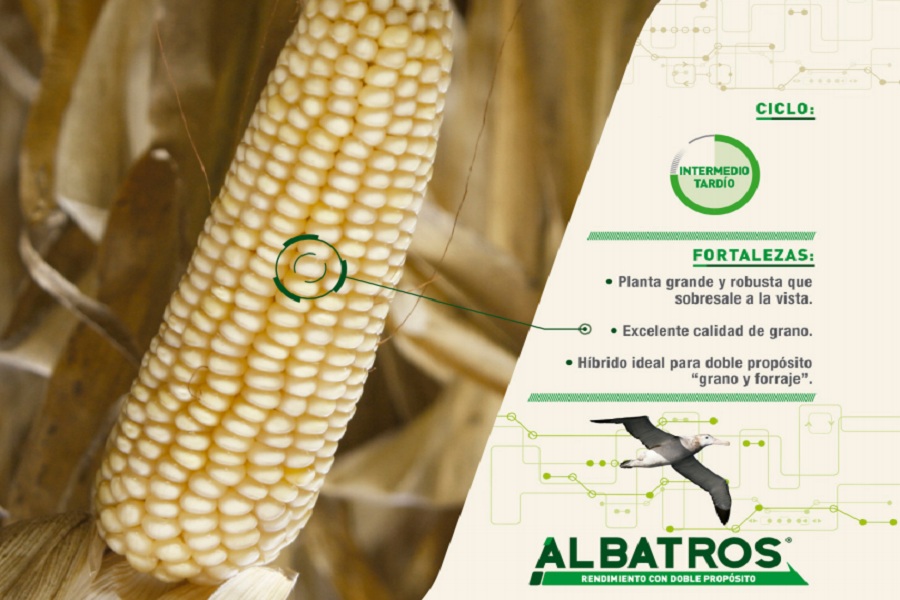 CICLO:
INTERMEDIO
TARDÍO
FORTALEZAS:
• Planta grande y robusta que
sobresale a la vista.
• Excelente calidad de grano.
• Híbrido ideal para doble propósito
“grano y forraje”.
ALBATROS®
RENDIMIENTO CON DOBLE PROPÓSITO